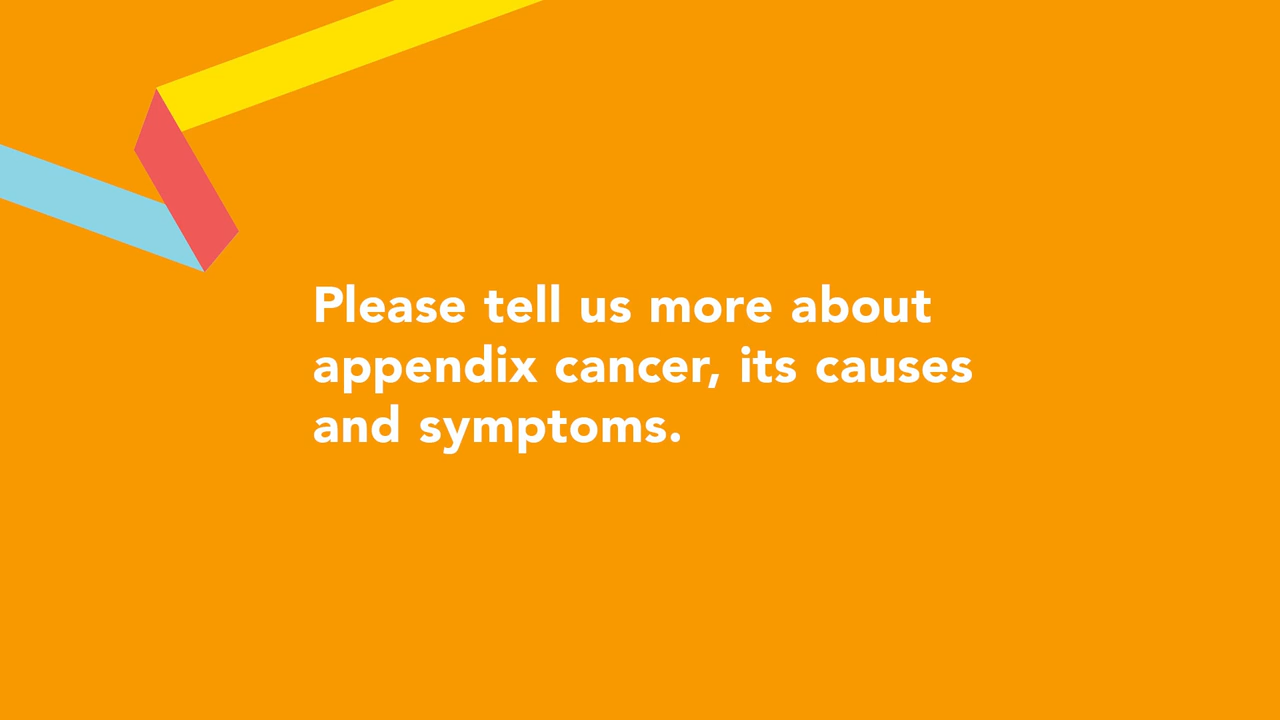 Please tell us more about
appendix cancer, its causes
and symptoms.